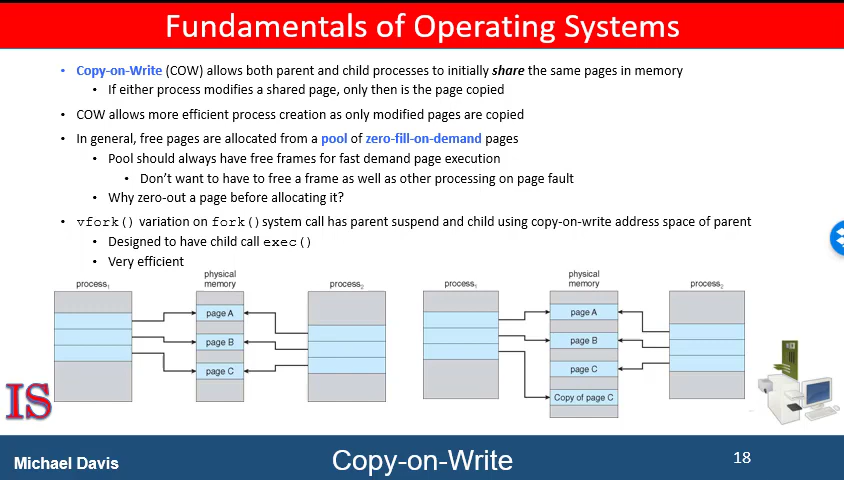 Fundamentals of Operating Systems
• Copy-on-Write (COW) allows both parent and child processes to initially share the same pages in memory
• If either process modifies a shared page, only then is the page copied
• COW allows more efficient process creation as only modified pages are copied
• In general, free pages are allocated from a pool of zero-fill-on-demand pages
• Pool should always have free frames for fast demand page execution
• Don’t want to have to free a frame as well as other processing on page fault
• Why zero-out a page before allocating it?
• vfork() variation on fork() system call has parent suspend and child using copy-on-write address space of parent
• Designed to have child call exec()
• Very efficient
process₁
physical
memory
process₂
page A
page B
page C
process₁
physical
memory
process₂
page A
page B
page C
Copy of page C
IS
Michael Davis
Copy-on-Write
18